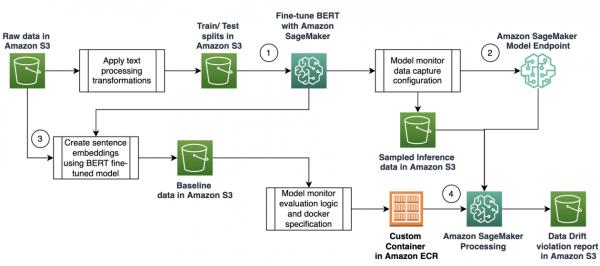 Raw data in
Amazon S3
Apply text
processing
transformations
Train/ Test
splits in
Amazon S3
1
Fine-tune BERT
with Amazon
SageMaker
Model monitor
data capture
configuration
2
Amazon SageMaker
Model Endpoint
3
Create sentence
embeddings
using BERT fine-
tuned model
Baseline
data in Amazon S3
Sampled Inference
data in Amazon S3
Model monitor
evaluation logic
and docker
specification
Custom
Container
in Amazon ECR
4
Amazon SageMaker
Processing
Data Drift
violation report
in Amazon S3